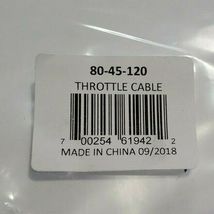 80-45-120
THROTTLE CABLE
7 00254 61942 2
MADE IN CHINA 09/2018